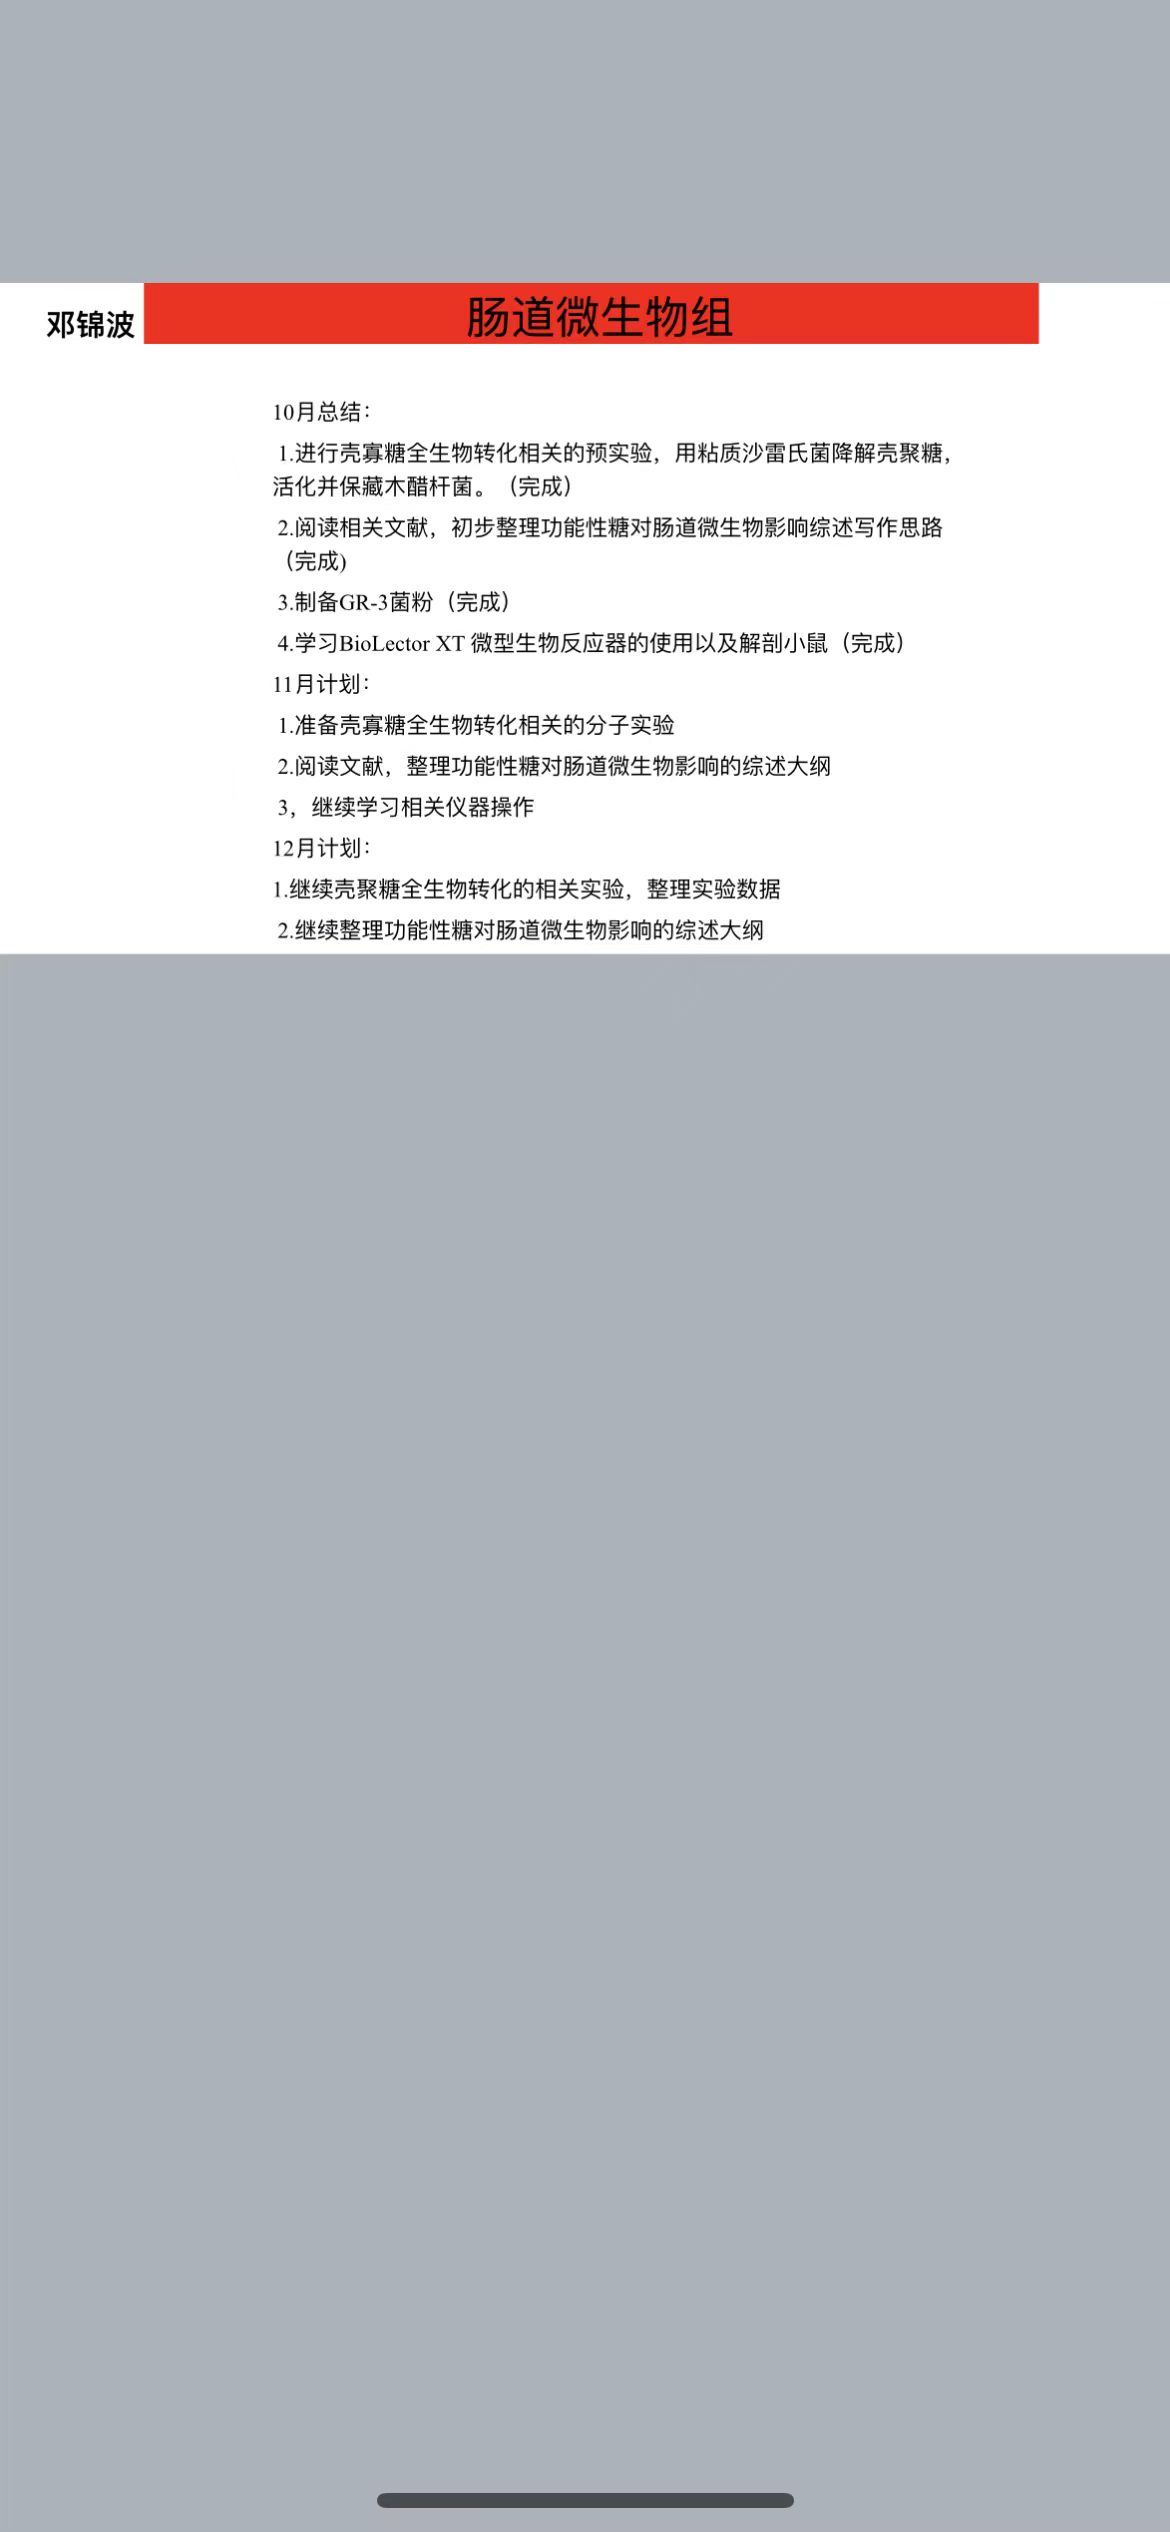 邓锦波
肠道微生物组
10月总结：
1.进行壳寡糖全生物转化相关的预实验，用粘质沙雷氏菌降解壳聚糖，
活化并保藏木醋杆菌。（完成）
2.阅读相关文献，初步整理功能性糖对肠道微生物影响综述写作思路
（完成)
3.制备GR-3菌粉（完成）
4.学习BioLector XT 微型生物反应器的使用以及解剖小鼠（完成）
11月计划：
1.准备壳寡糖全生物转化相关的分子实验
2.阅读文献，整理功能性糖对肠道微生物影响的综述大纲
3，继续学习相关仪器操作
12月计划：
1.继续壳聚糖全生物转化的相关实验，整理实验数据
2.继续整理功能性糖对肠道微生物影响的综述大纲